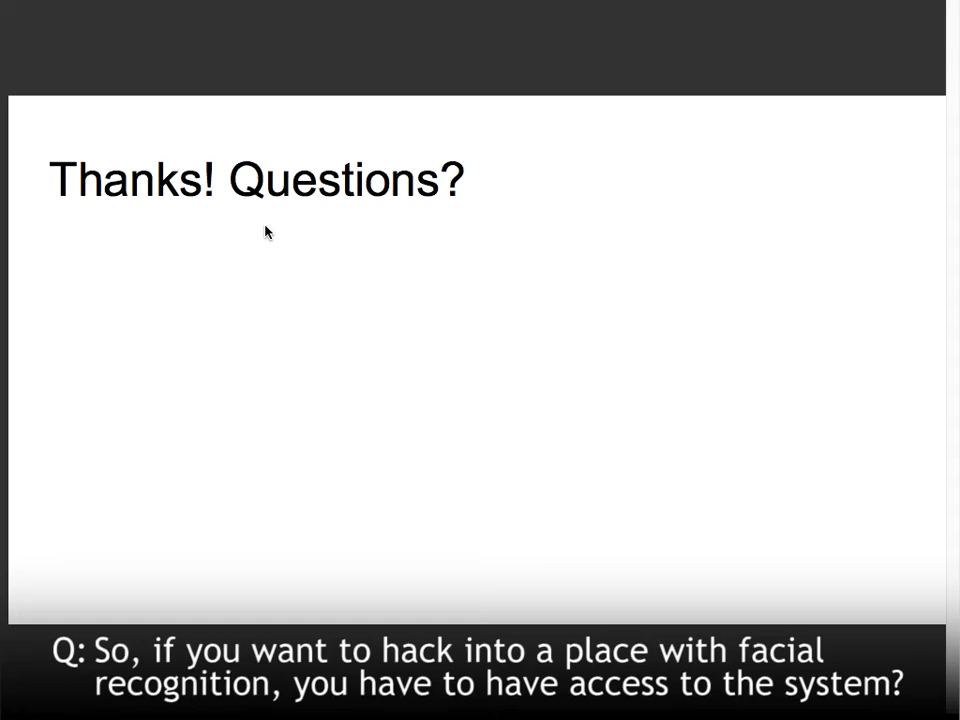 Thanks! Questions?
Q: So, if you want to hack into a place with facial
recognition, you have to have access to the system?